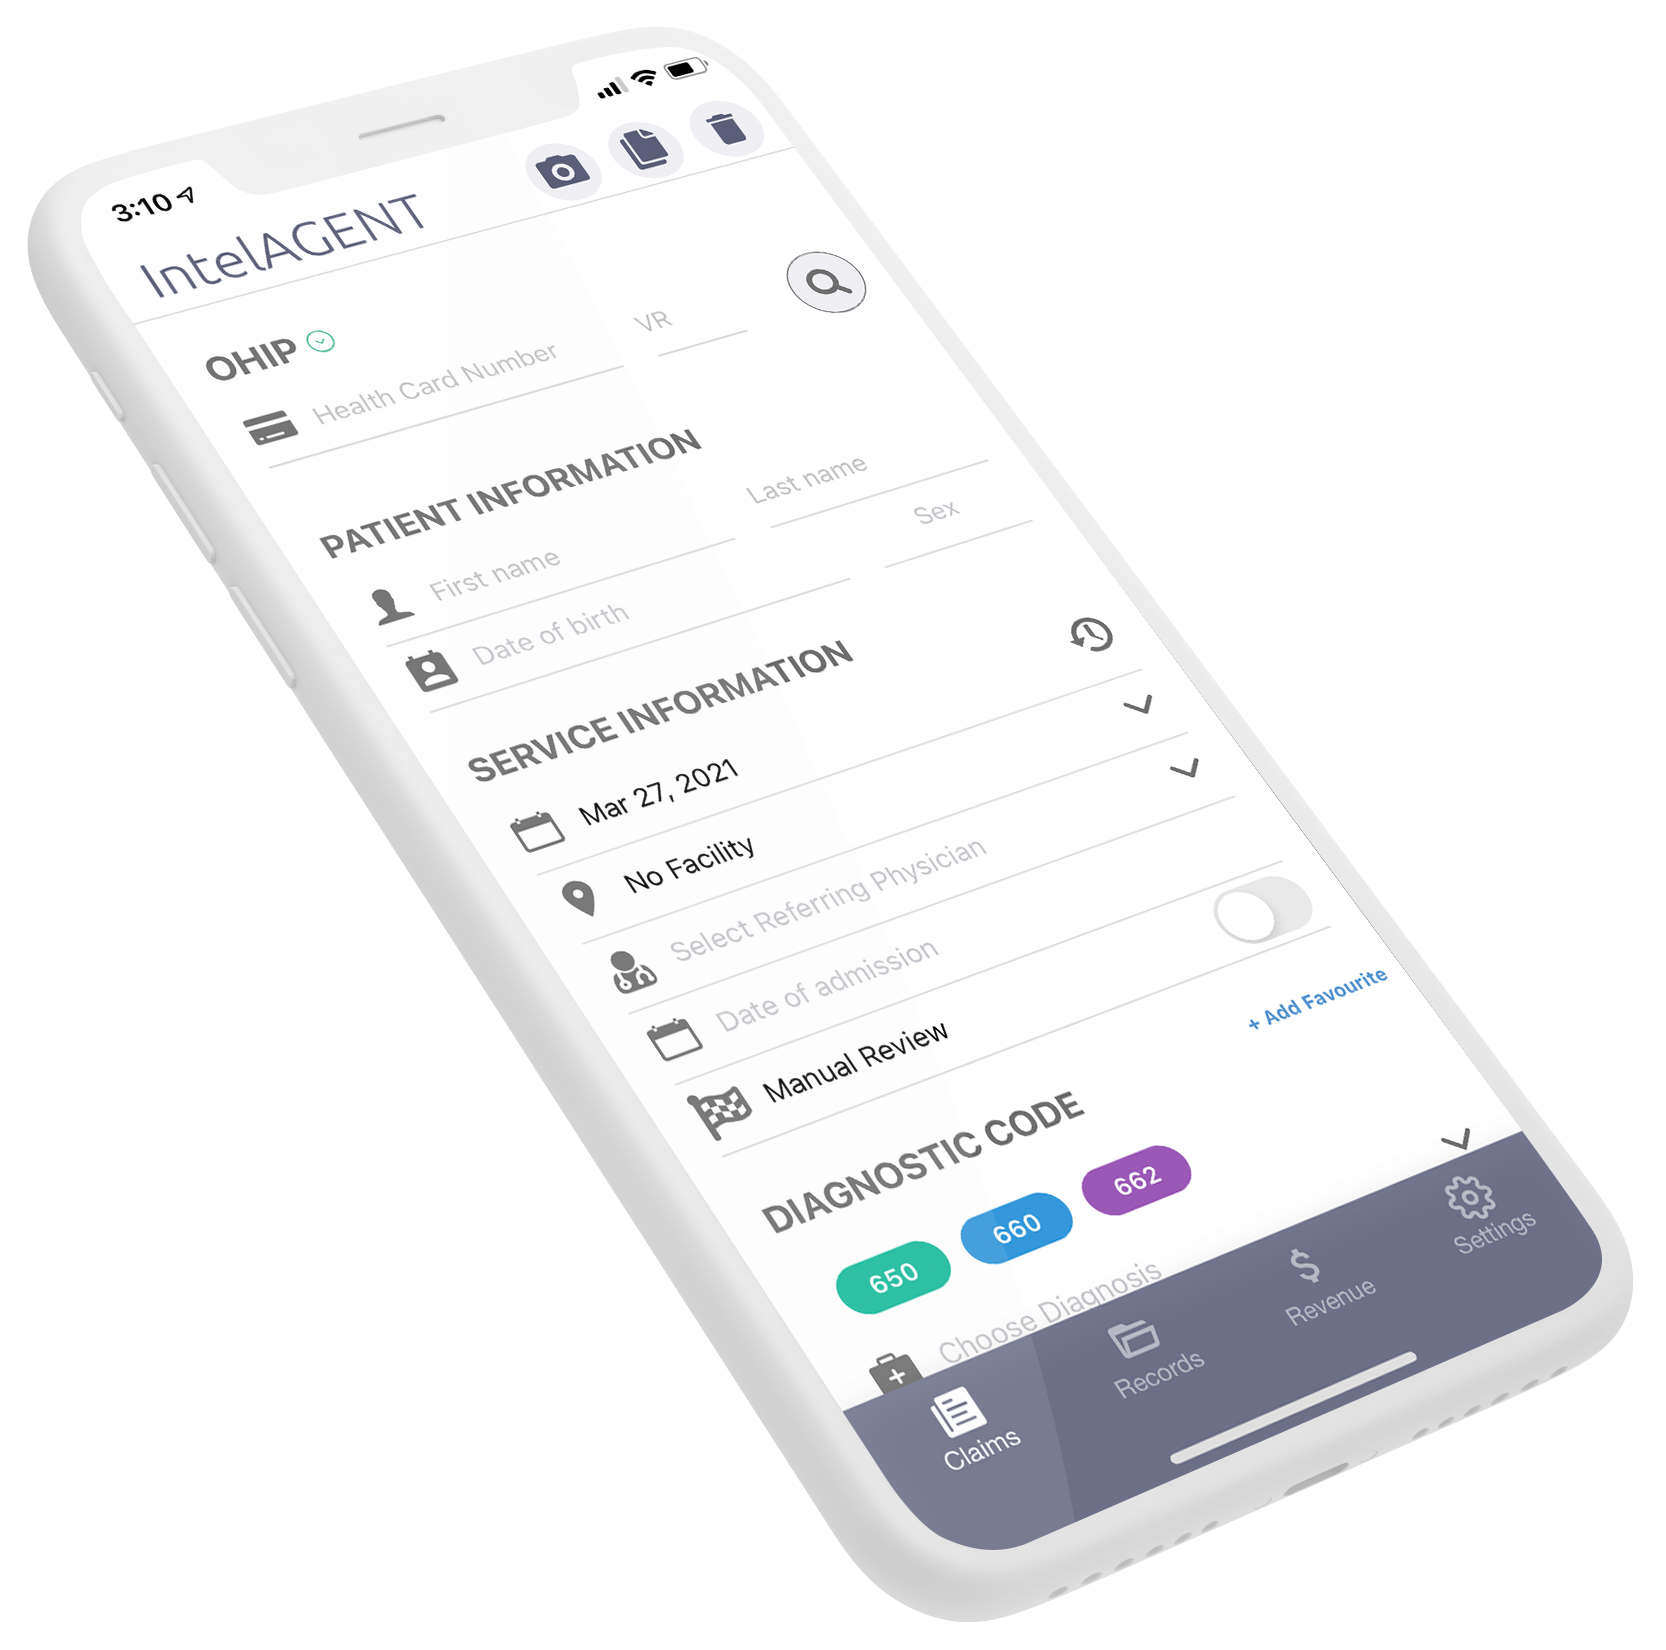 3:10
IntelAGENT
OHIP
Health Card Number VR
PATIENT INFORMATION
First name Last name
Date of birth Sex
SERVICE INFORMATION
Mar 27, 2021
No Facility
Select Referring Physician
Date of admission
Manual Review
+ Add Favourite
DIAGNOSTIC CODE
650 660 662
Choose Diagnosis
Claims Records Revenue Settings